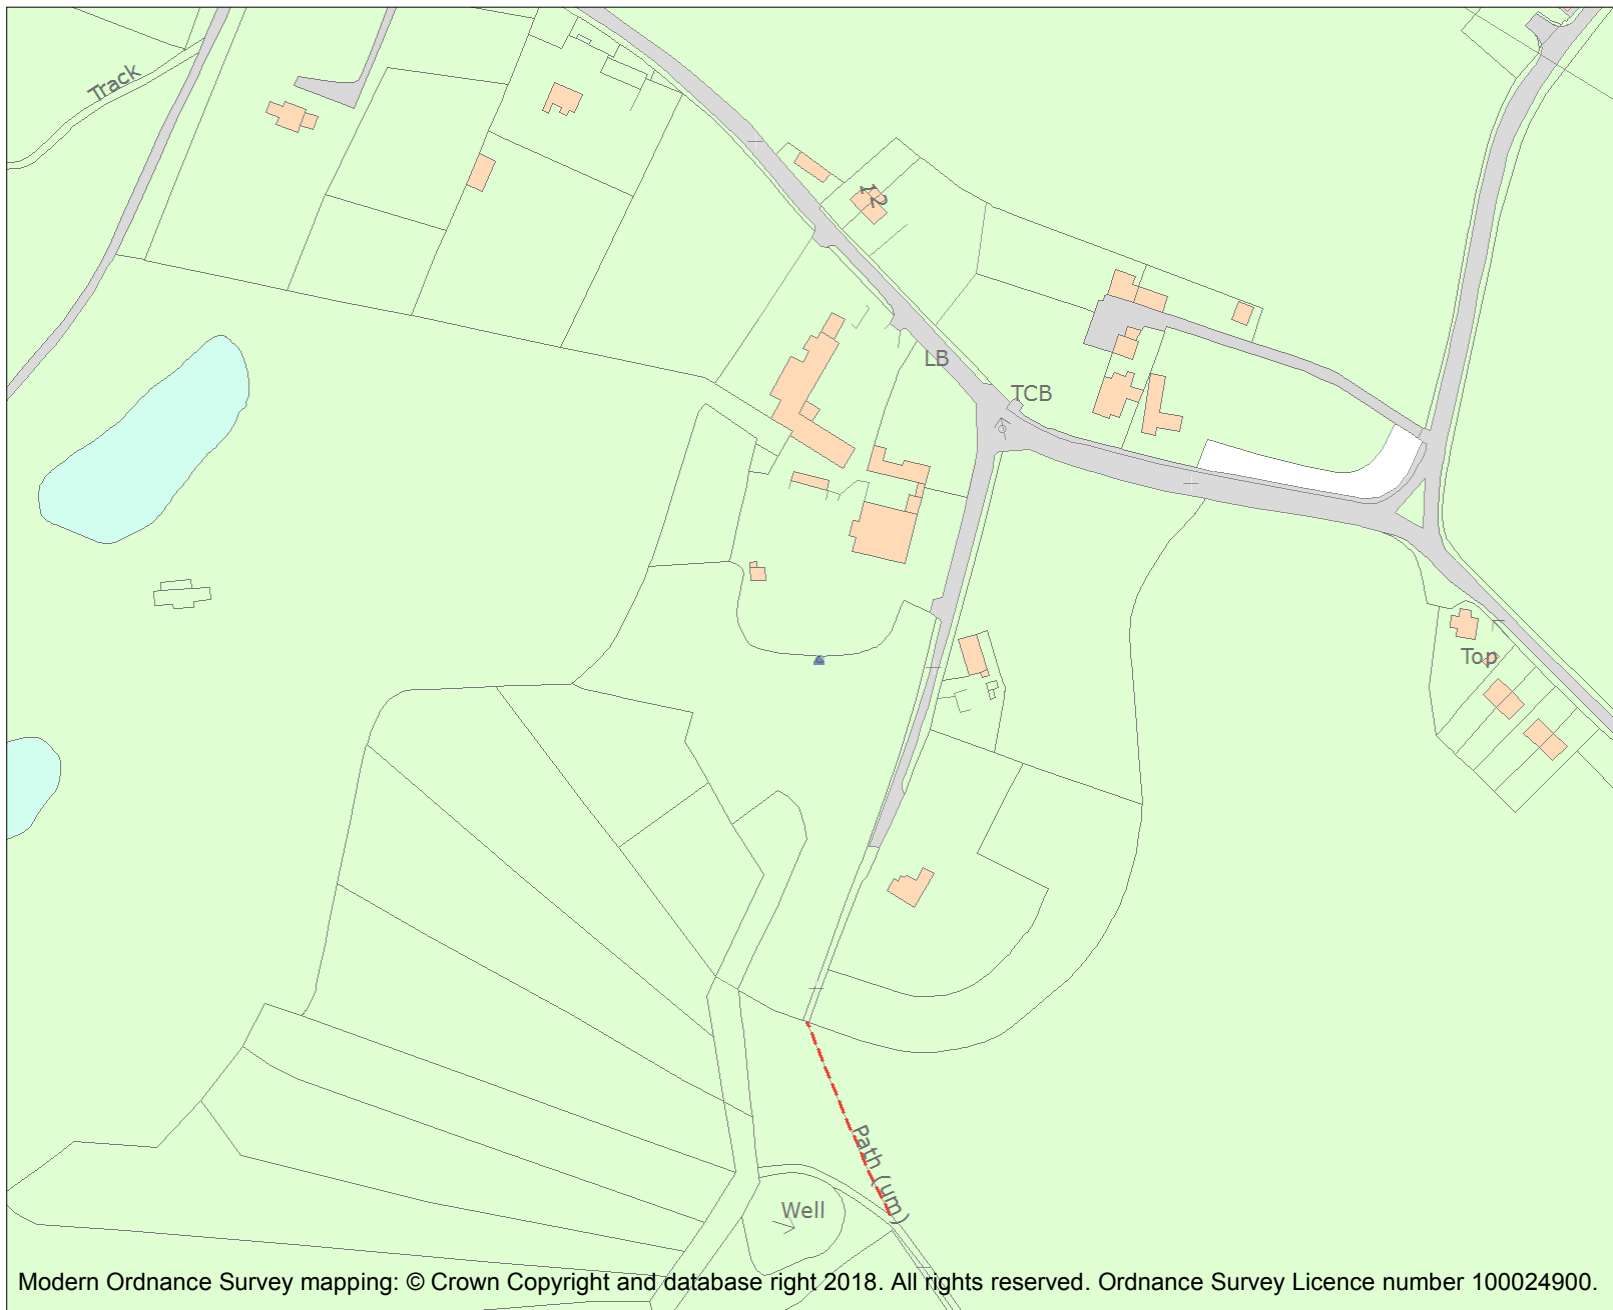 Track
12
LB
TCB
Top
Path (um)
Well
Modern Ordnance Survey mapping: © Crown Copyright and database right 2018. All rights reserved. Ordnance Survey Licence number 100024900.